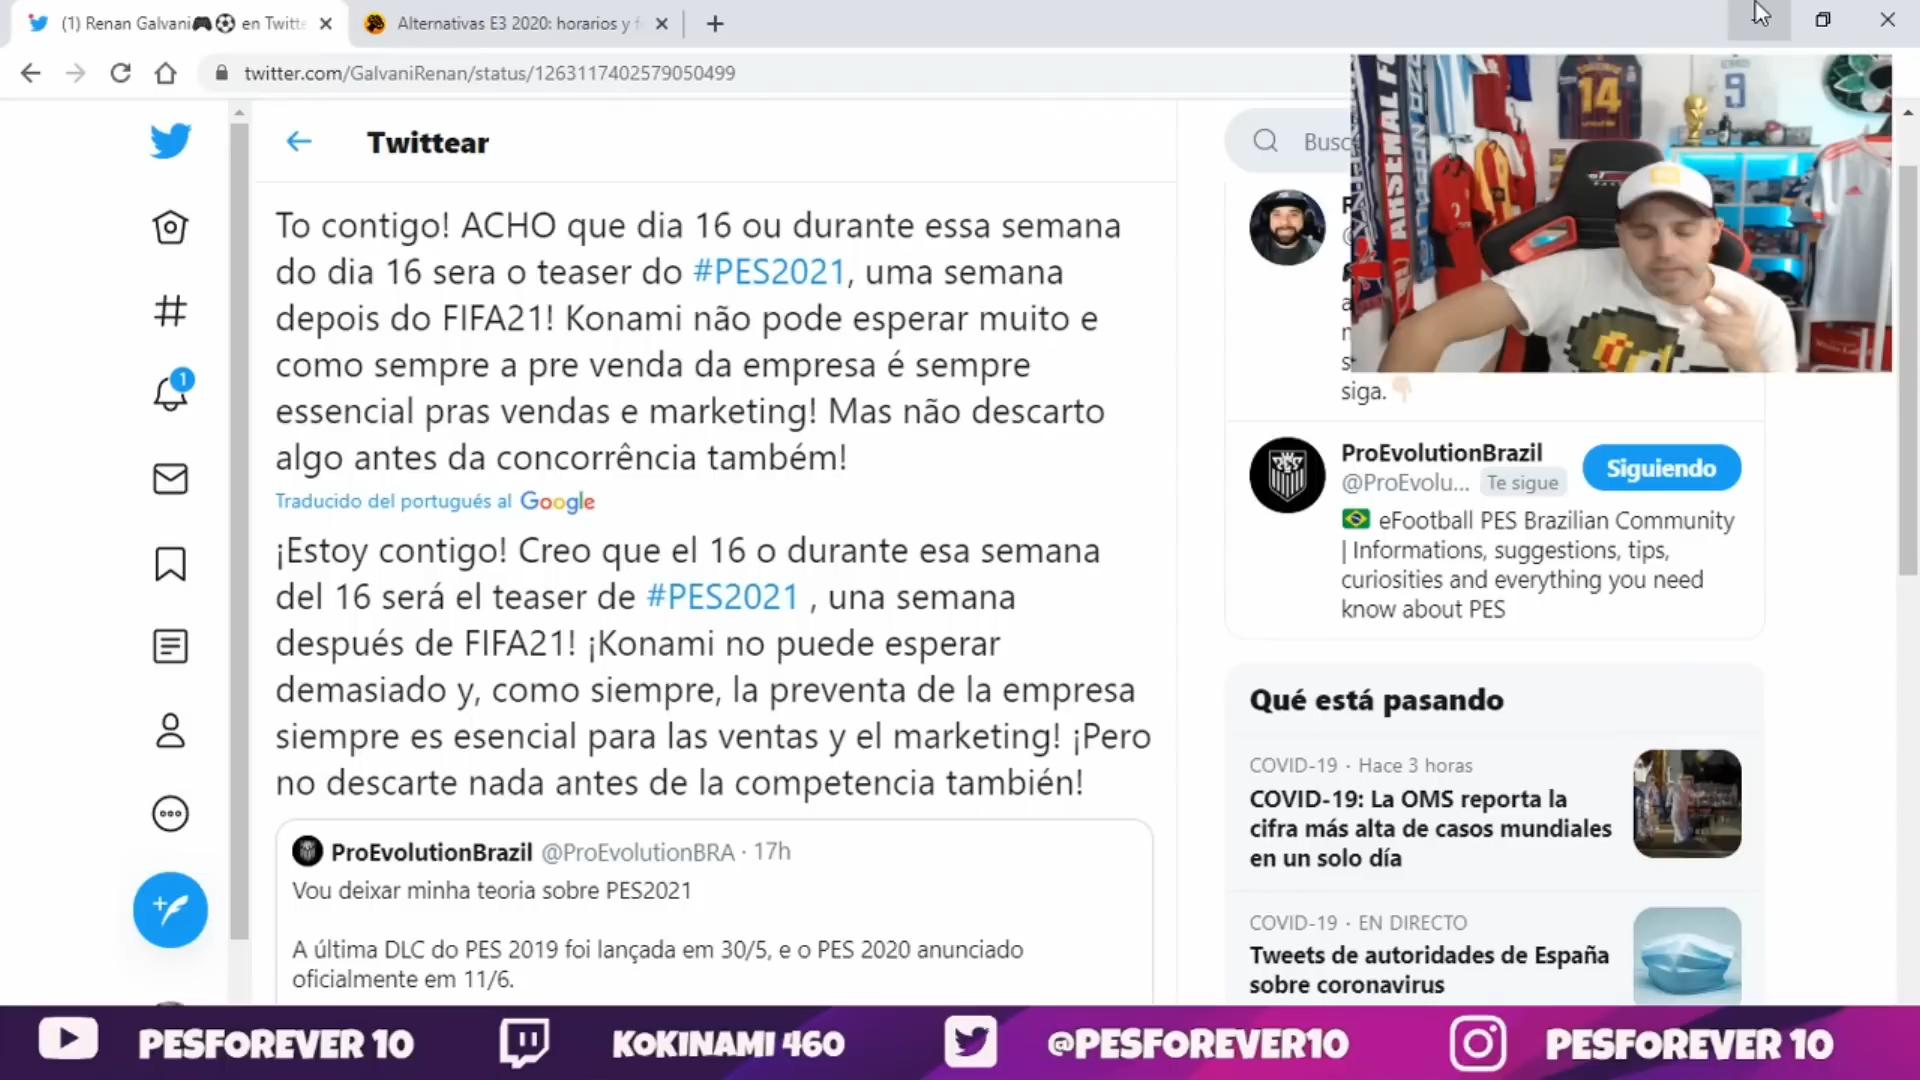 (1) Renan Galvani🎮⚽ en Twitte
Alternativas E3 2020: horarios y f
twitter.com/GalvaniRenan/status/1263117402579050499
Twittear
To contigo! ACHO que dia 16 ou durante essa semana
do dia 16 sera o teaser do #PES2021, uma semana
depois do FIFA21! Konami não pode esperar muito e
como sempre a pre venda da empresa é sempre
essencial pras vendas e marketing! Mas não descarto
algo antes da concorrência também!
Traducido del portugués al Google
¡Estoy contigo! Creo que el 16 o durante esa semana
del 16 será el teaser de #PES2021 , una semana
después de FIFA21! ¡Konami no puede esperar
demasiado y, como siempre, la preventa de la empresa
siempre es esencial para las ventas y el marketing! ¡Pero
no descarte nada antes de la competencia también!
ProEvolutionBrazil @ProEvolutionBRA · 17h
Vou deixar minha teoria sobre PES2021
A última DLC do PES 2019 foi lançada em 30/5, e o PES 2020 anunciado
oficialmente em 11/6.
1
Busc
siga.👇🏻
ProEvolutionBrazil
@ProEvolu... Te sigue
Siguiendo
🇧🇷 eFootball PES Brazilian Community
| Informations, suggestions, tips,
curiosities and everything you need
know about PES
Qué está pasando
COVID-19 · Hace 3 horas
COVID-19: La OMS reporta la
cifra más alta de casos mundiales
en un solo día
COVID-19 · EN DIRECTO
Tweets de autoridades de España
sobre coronavirus
ARSENAL F
14
9
PESFOREVER 10
KOKINAMI 460
@PESFOREVER10
PESFOREVER 10